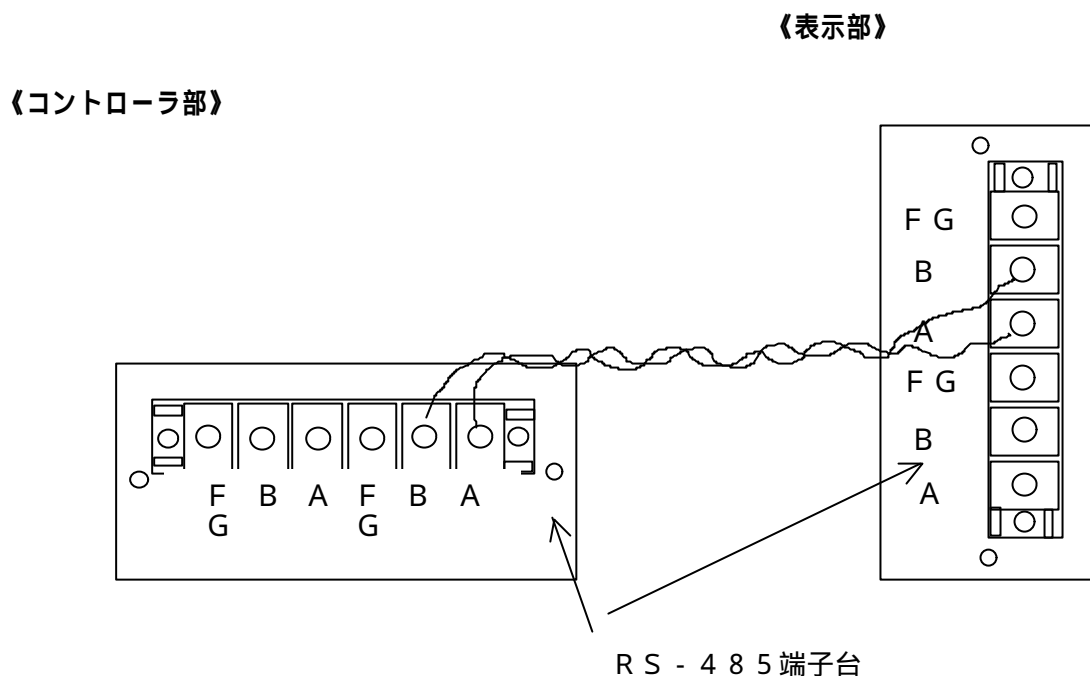 《表示部》
《コントローラ部》
ＦＧ
Ｂ
Ａ
ＦＧ
Ｂ
Ａ
Ｆ Ｂ Ａ Ｆ Ｂ Ａ
Ｇ Ｇ
ＲＳ-４８５端子台